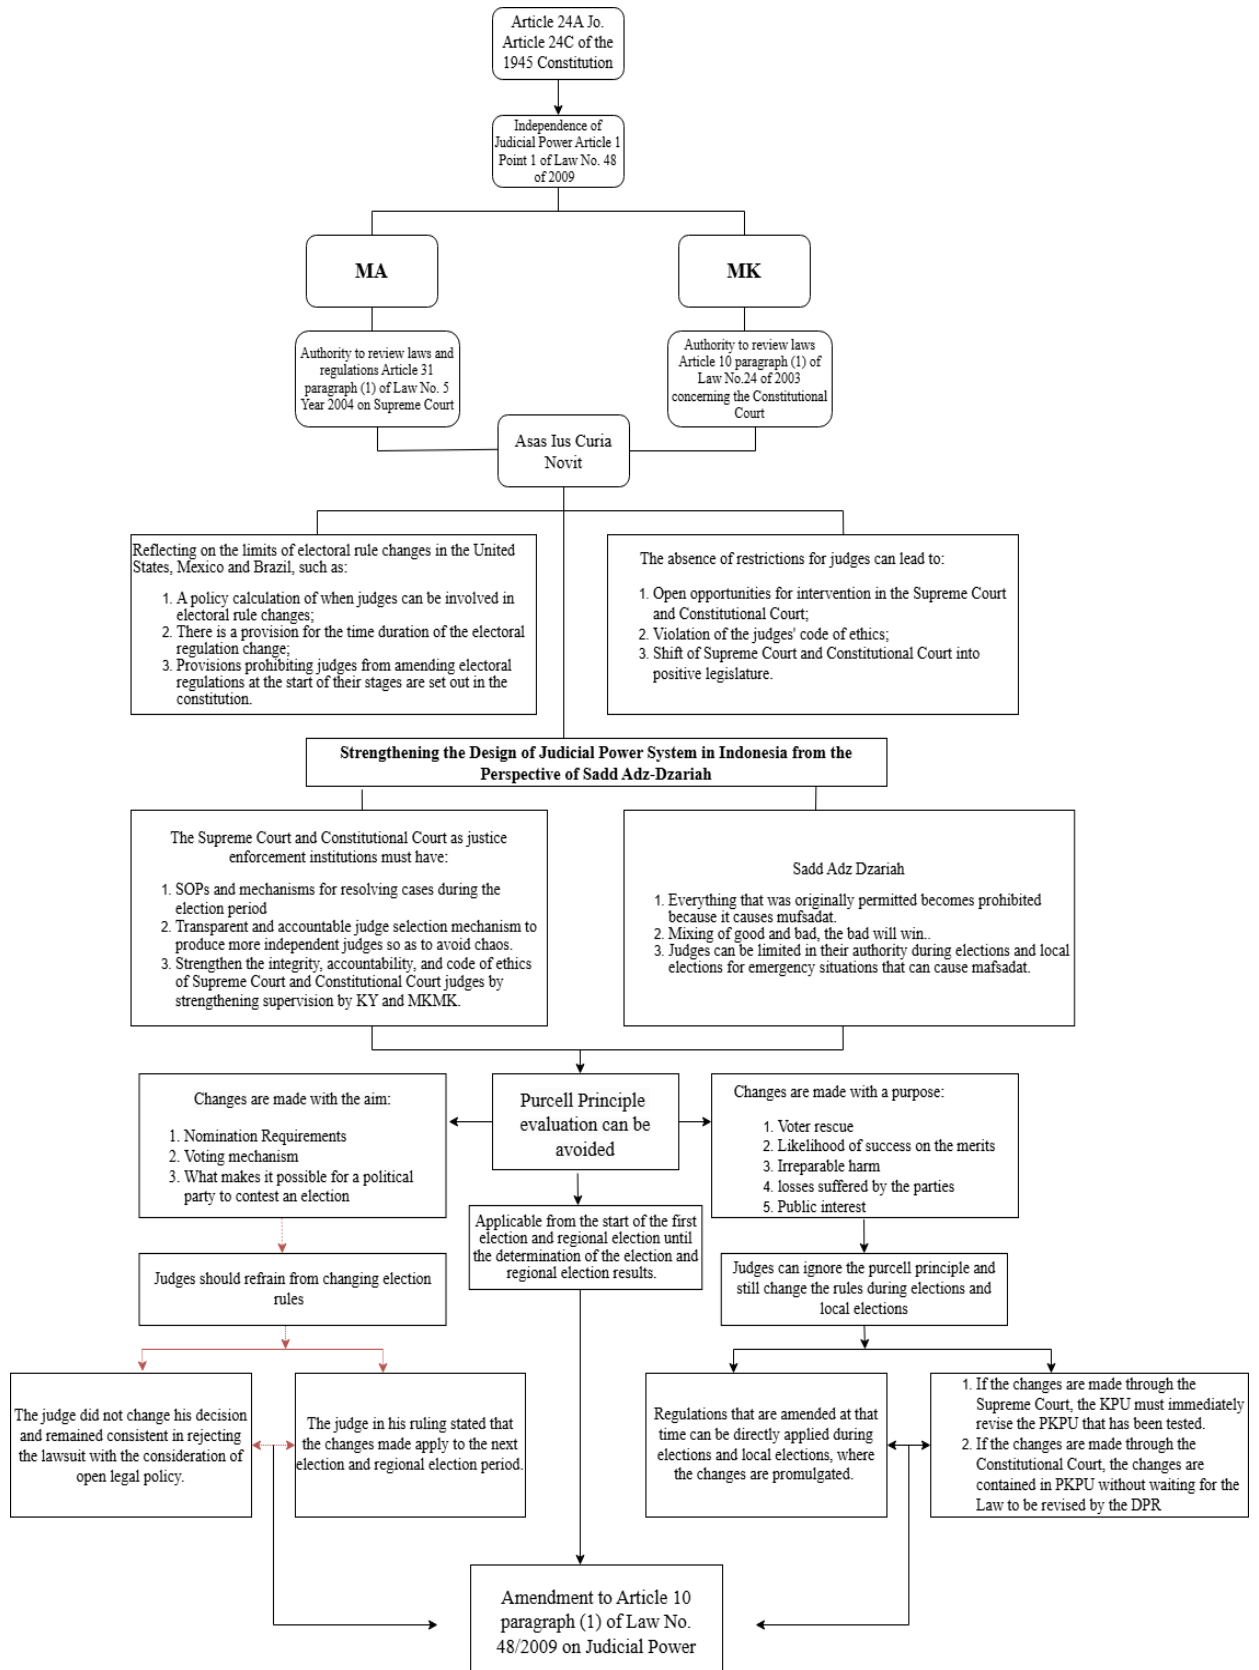 Article 24A Jo.
Article 24C of the
1945 Constitution
Independence of
Judicial Power Article 1
Point 1 of Law No. 48
of 2009
MA
MK
Authority to review laws and
regulations Article 31
paragraph (1) of Law No. 5
Year 2004 on Supreme Court
Authority to review laws
Article 10 paragraph (1) of
Law No.24 of 2003
concerning the Constitutional
Court
Asas Ius Curia
Novit
Reflecting on the limits of electoral rule changes in the United
States, Mexico and Brazil, such as:
1. A policy calculation of when judges can be involved in
electoral rule changes;
2. There is a provision for the time duration of the electoral
regulation change;
3. Provisions prohibiting judges from amending electoral
regulations at the start of their stages are set out in the
constitution.
The absence of restrictions for judges can lead to:
1. Open opportunities for intervention in the Supreme Court
and Constitutional Court;
2. Violation of the judges' code of ethics;
3. Shift of Supreme Court and Constitutional Court into
positive legislature.
Strengthening the Design of Judicial Power System in Indonesia from the
Perspective of Sadd Adz-Dzariah
The Supreme Court and Constitutional Court as justice
enforcement institutions must have:
1. SOPs and mechanisms for resolving cases during the
election period
2. Transparent and accountable judge selection mechanism to
produce more independent judges so as to avoid chaos.
3. Strengthen the integrity, accountability, and code of ethics
of Supreme Court and Constitutional Court judges by
strengthening supervision by KY and MKMK.
Sadd Adz Dzariah
1. Everything that was originally permitted becomes prohibited
because it causes mufsadat.
2. Mixing of good and bad, the bad will win..
3. Judges can be limited in their authority during elections and local
elections for emergency situations that can cause mafsadat.
Changes are made with the aim:
1. Nomination Requirements
2. Voting mechanism
3. What makes it possible for a political
party to contest an election
Purcell Principle
evaluation can be
avoided
Changes are made with a purpose:
1. Voter rescue
2. Likelihood of success on the merits
3. Irreparable harm
4. losses suffered by the parties
5. Public interest
Applicable from the start of the first
election and regional election until
the determination of the election and
regional election results.
Judges should refrain from changing election
rules
Judges can ignore the purcell principle and
still change the rules during elections and
local elections
The judge did not change his decision
and remained consistent in rejecting
the lawsuit with the consideration of
open legal policy.
The judge in his ruling stated that
the changes made apply to the next
election and regional election period.
Regulations that are amended at that
time can be directly applied during
elections and local elections, where
the changes are promulgated.
1. If the changes are made through the
Supreme Court, the KPU must immediately
revise the PKPU that has been tested.
2. If the changes are made through the
Constitutional Court, the changes are
contained in PKPU without waiting for the
Law to be revised by the DPR
Amendment to Article 10
paragraph (1) of Law No.
48/2009 on Judicial Power